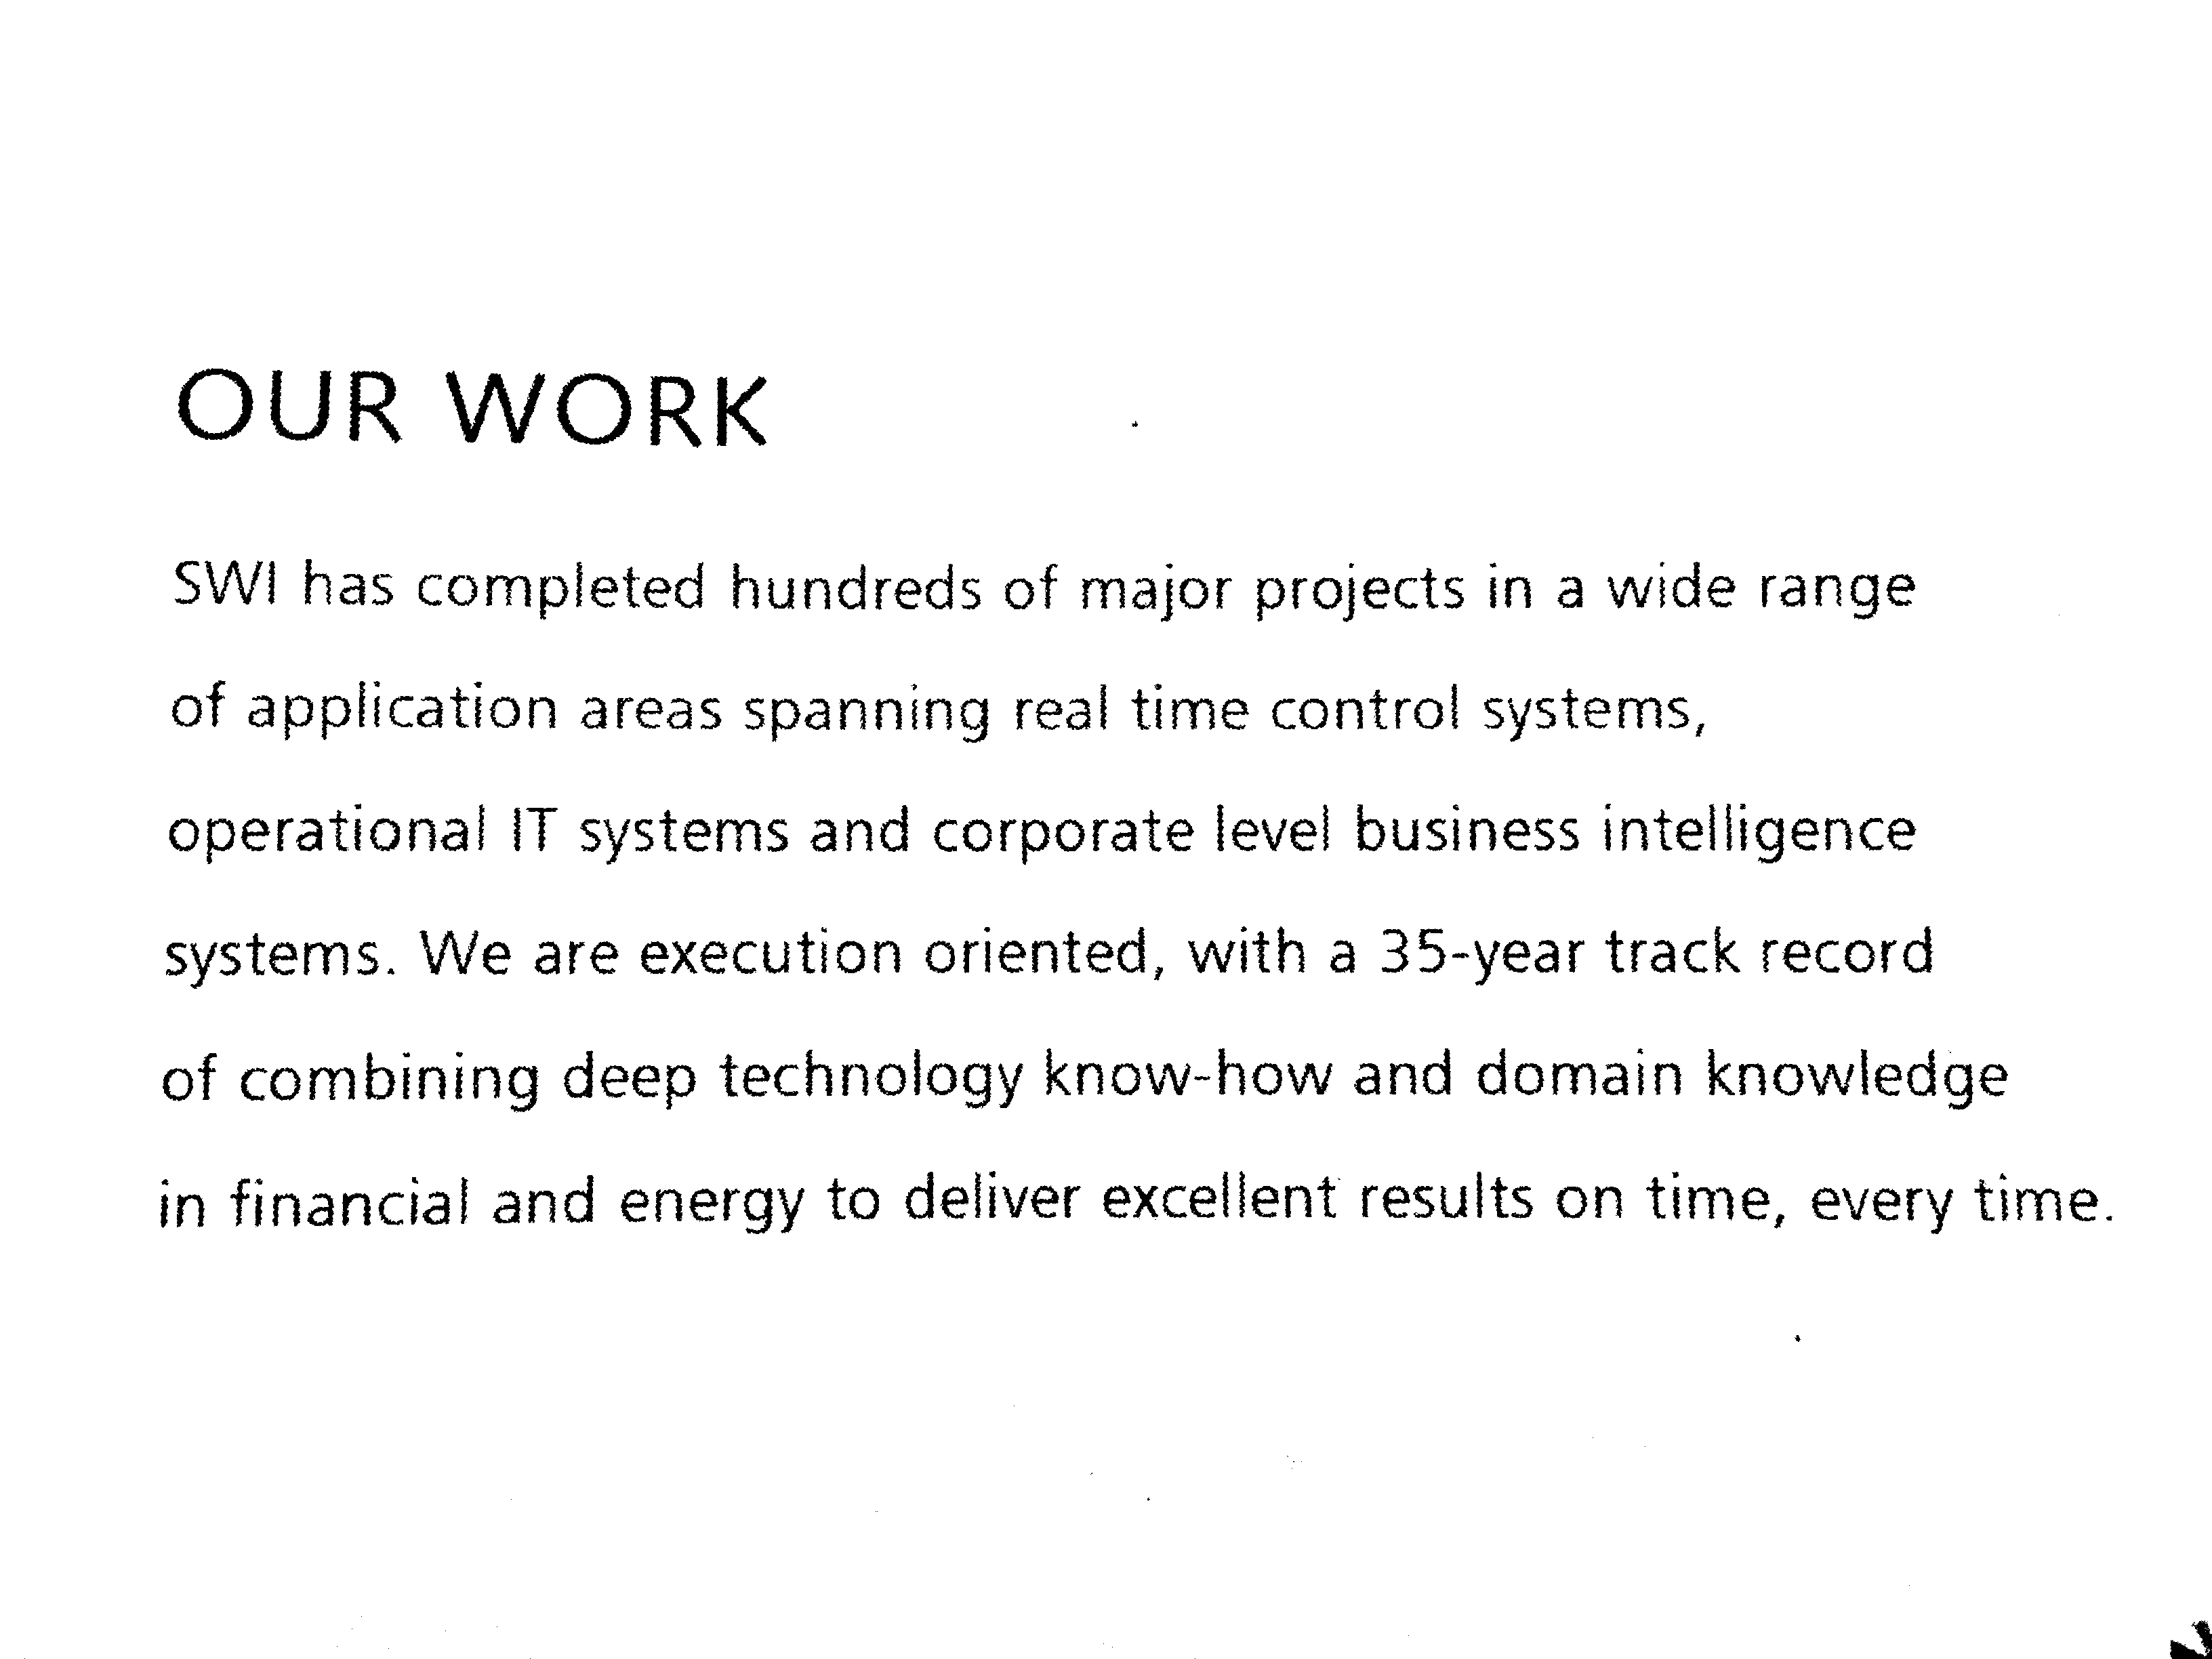 OUR WORK
SWI has completed hundreds of major projects in a wide range
of application areas spanning real time control systems,
operational IT systems and corporate level business intelligence
systems. We are execution oriented, with a 35-year track record
of combining deep technology know-how and domain knowledge
in financial and energy to deliver excellent results on time, every time.